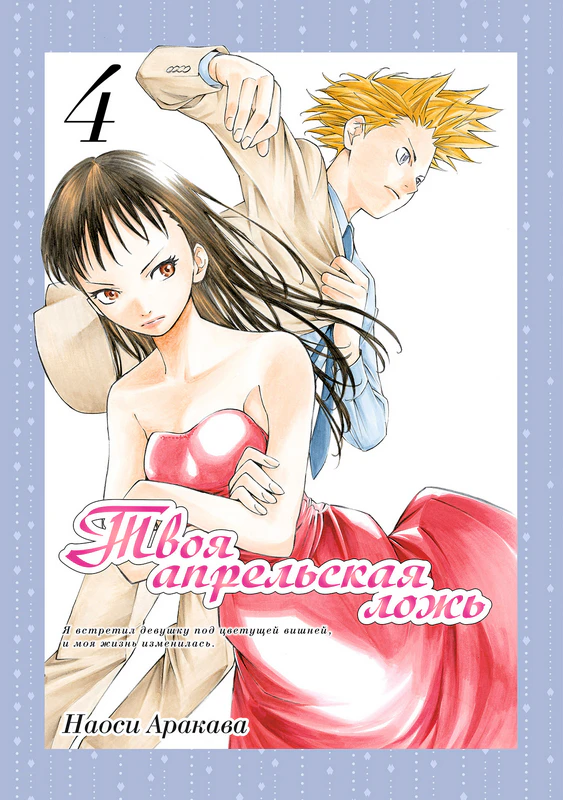 4
Твоя
апрельская
ложь
Я встретил девушку под цветущей вишней,
и моя жизнь изменилась.
Наоси Аракава